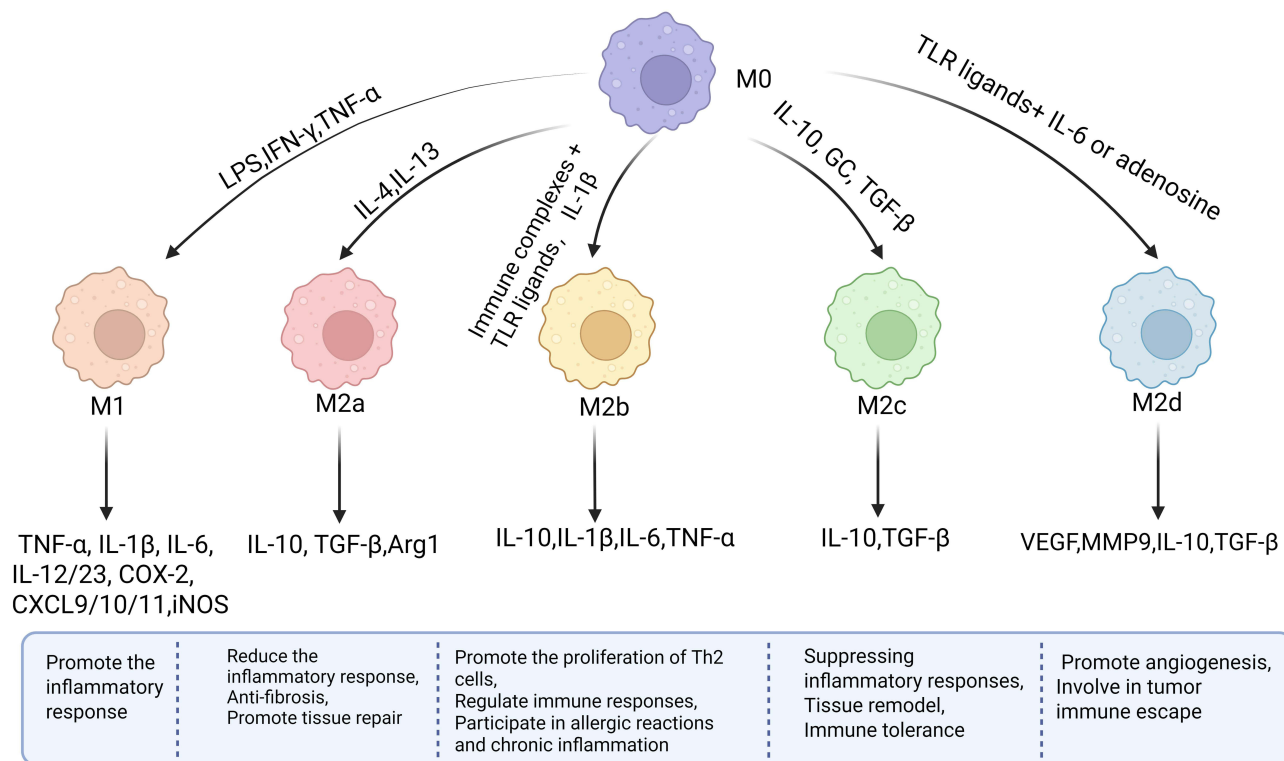 M0
LPS,IFN-γ,TNF-α
IL-4,IL-13
Immune complexes +
TLR ligands, IL-1β
IL-10, GC, TGF-β
TLR ligands+ IL-6 or adenosine
M1
M2a
M2b
M2c
M2d
TNF-α, IL-1β, IL-6,
IL-12/23, COX-2,
CXCL9/10/11,iNOS
IL-10, TGF-β,Arg1
IL-10,IL-1β,IL-6,TNF-α
IL-10,TGF-β
VEGF,MMP9,IL-10,TGF-β
Promote the
inflammatory
response
Reduce the
inflammatory response,
Anti-fibrosis,
Promote tissue repair
Promote the proliferation of Th2
cells,
Regulate immune responses,
Participate in allergic reactions
and chronic inflammation
Suppressing
inflammatory responses,
Tissue remodel,
Immune tolerance
Promote angiogenesis,
Involve in tumor
immune escape